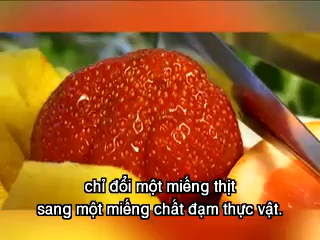 chỉ đổi một miếng thịt
sang một miếng chất đạm thực vật.